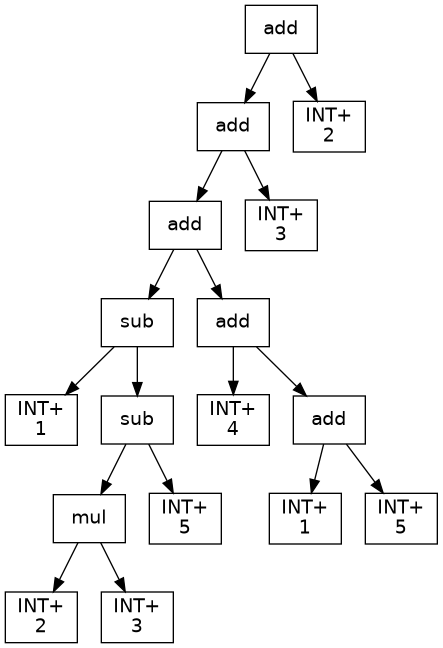 add
add
INT+
2
add
INT+
3
sub
add
INT+
1
sub
INT+
4
add
mul
INT+
5
INT+
1
INT+
5
INT+
2
INT+
3